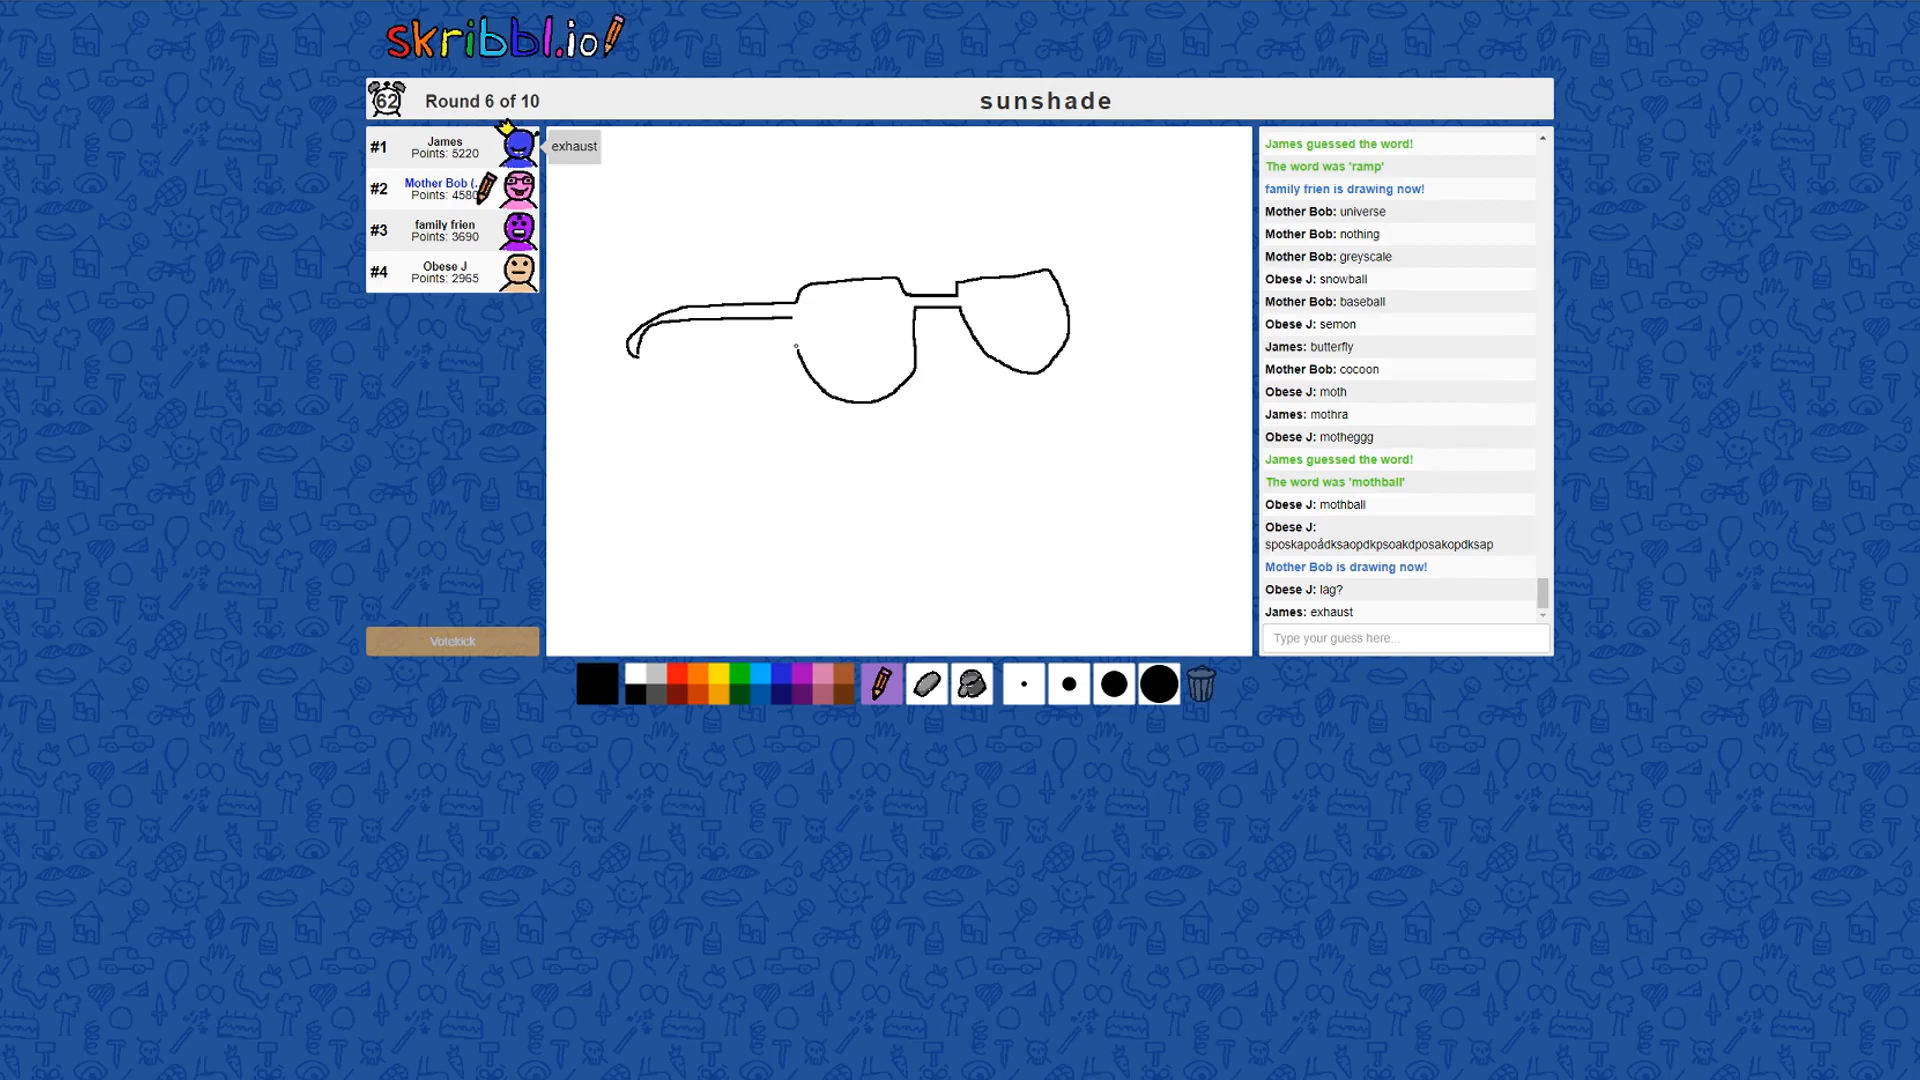 skribbl.io
62
Round 6 of 10
sunshade
#1
James
Points: 5220
exhaust
#2
Mother Bob (.
Points: 4580
#3
family frien
Points: 3690
#4
Obese J
Points: 2965
Votekick
James guessed the word!
The word was 'ramp'
family frien is drawing now!
Mother Bob: universe
Mother Bob: nothing
Mother Bob: greyscale
Obese J: snowball
Mother Bob: baseball
Obese J: semon
James: butterfly
Mother Bob: cocoon
Obese J: moth
James: mothra
Obese J: motheggg
James guessed the word!
The word was 'mothball'
Obese J: mothball
Obese J:
sposkapoådksaopdkpsoakdposakopdksap
Mother Bob is drawing now!
Obese J: lag?
James: exhaust
Type your guess here...